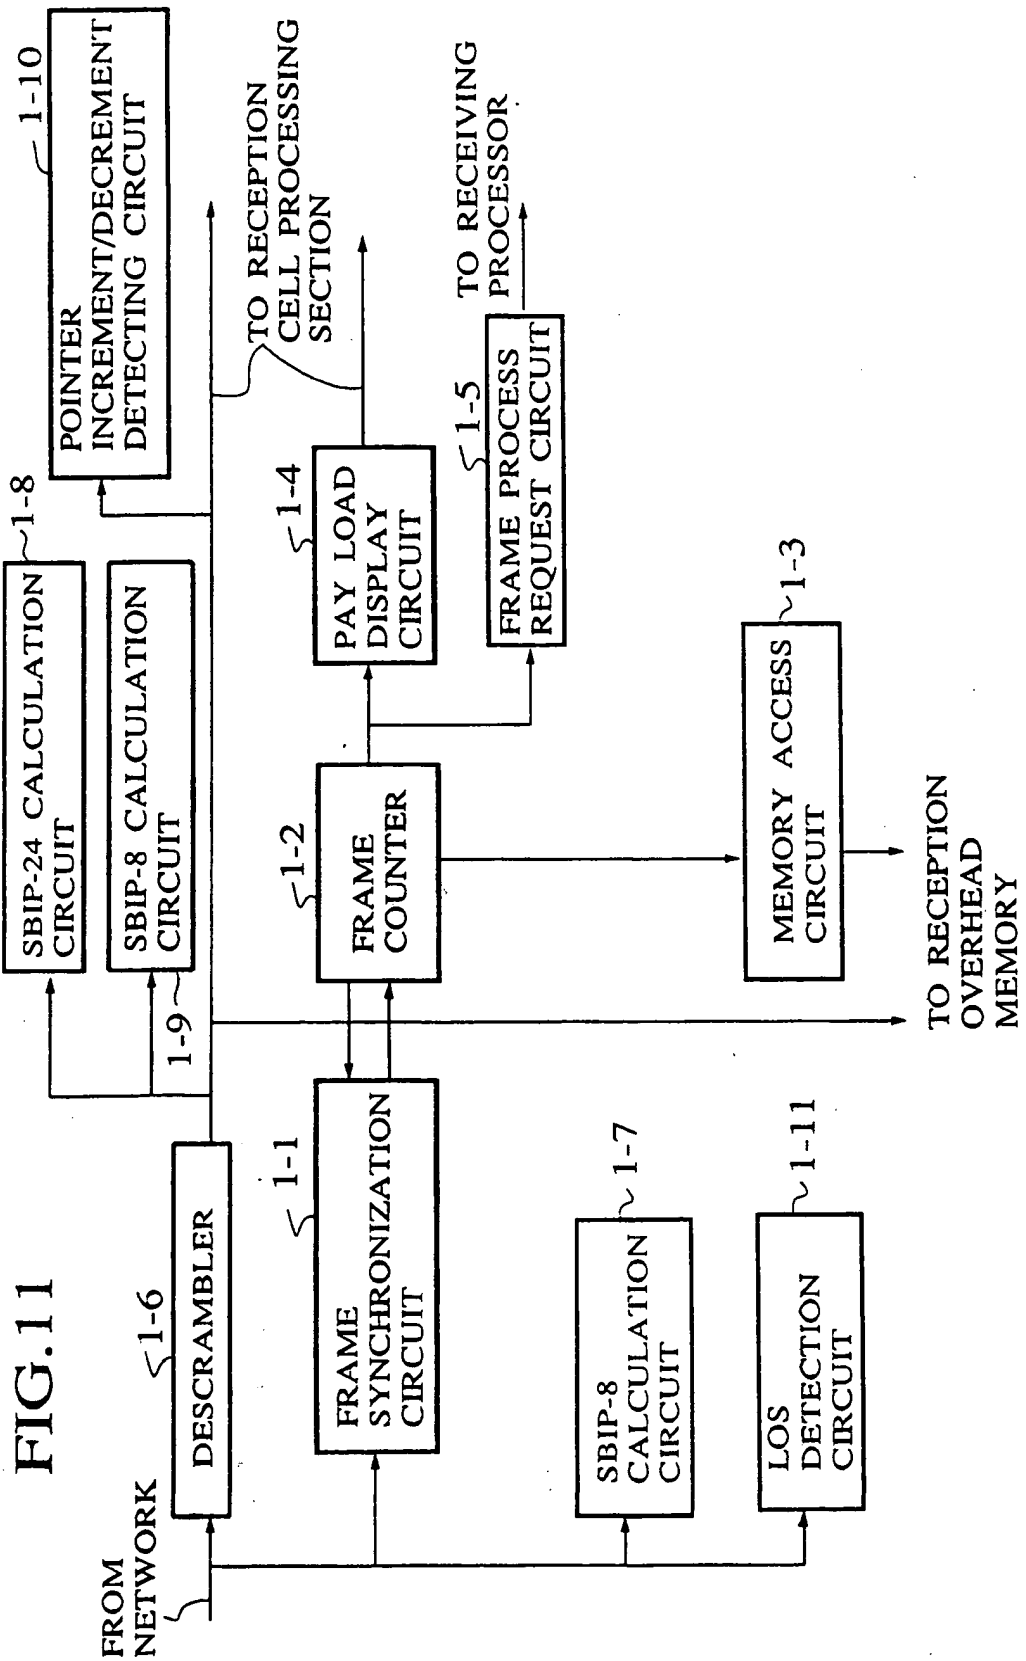 FIG.11
FROM
NETWORK
1-6
DESCRAMBLER
1-1
FRAME
SYNCHRONIZATION
CIRCUIT
1-7
SBIP-8
CALCULATION
CIRCUIT
1-11
LOS
DETECTION
CIRCUIT
1-8
SBIP-24 CALCULATION
CIRCUIT
1-9
SBIP-8 CALCULATION
CIRCUIT
1-2
FRAME
COUNTER
1-3
MEMORY ACCESS
CIRCUIT
TO RECEPTION
OVERHEAD
MEMORY
1-10
POINTER
INCREMENT/DECREMENT
DETECTING CIRCUIT
TO RECEPTION
CELL PROCESSING
SECTION
1-4
PAY LOAD
DISPLAY
CIRCUIT
1-5
FRAME PROCESS
REQUEST CIRCUIT
TO RECEIVING
PROCESSOR